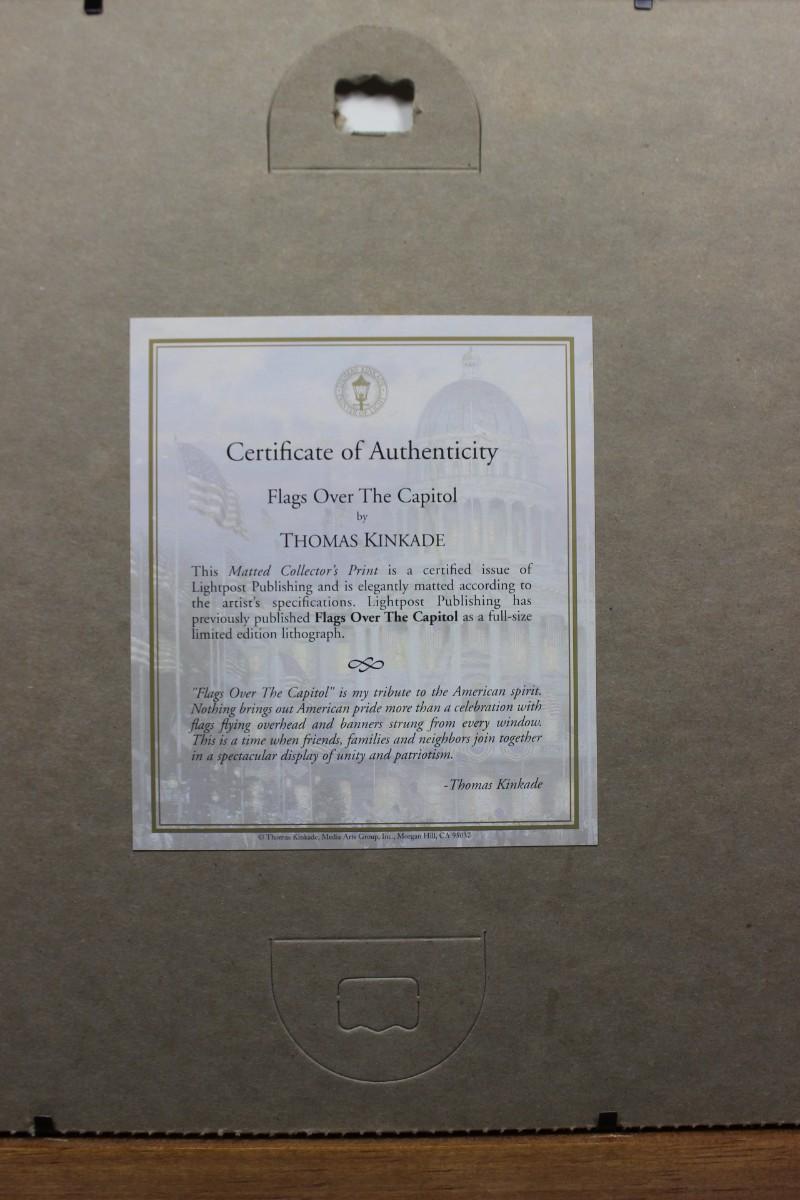 THOMAS KINKADE
PAINTER OF LIGHT
Certificate of Authenticity
Flags Over The Capitol
by
THOMAS KINKADE
This Matted Collector's Print is a certified issue of
Lightpost Publishing and is elegantly matted according to
the artist's specifications. Lightpost Publishing has
previously published Flags Over The Capitol as a full-size
limited edition lithograph.
"Flags Over The Capitol" is my tribute to the American spirit.
Nothing brings out American pride more than a celebration with
flags flying overhead and banners strung from every window.
This is a time when friends, families and neighbors join together
in a spectacular display of unity and patriotism.
-Thomas Kinkade
© Thomas Kinkade, Media Arts Group, Inc., Morgan Hill, CA 95037